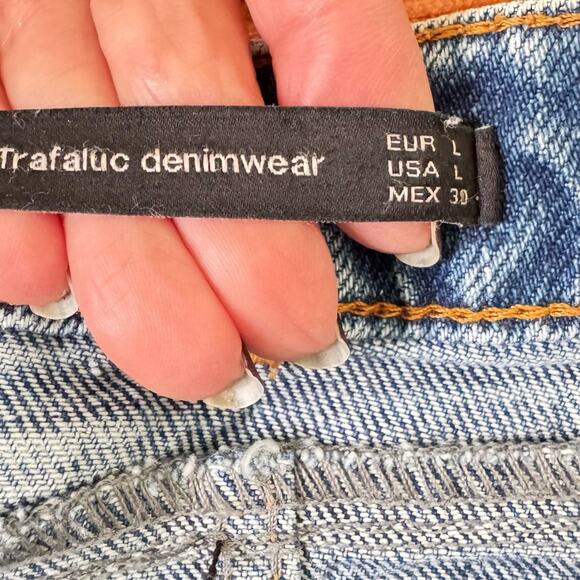 Trafaluc denimwear
EUR L
USA L
MEX 30